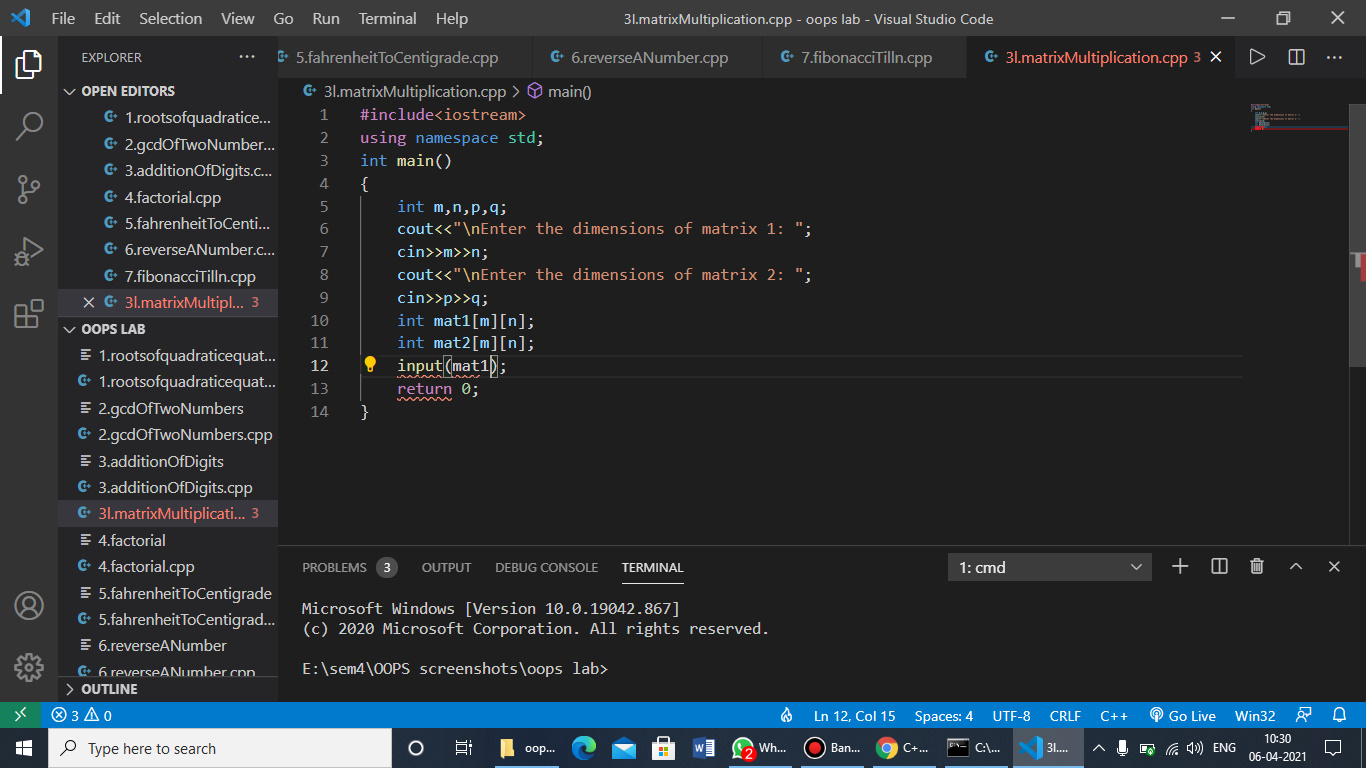 File Edit Selection View Go Run Terminal Help 3l.matrixMultiplication.cpp - oops lab - Visual Studio Code
EXPLORER ... 5.fahrenheitToCentigrade.cpp 6.reverseANumber.cpp 7.fibonacciTilln.cpp 3l.matrixMultiplication.cpp 3
OPEN EDITORS
1.rootsofquadratice...
2.gcdOfTwoNumber...
3.additionOfDigits.c...
4.factorial.cpp
5.fahrenheitToCenti...
6.reverseANumber.c...
7.fibonacciTilln.cpp
3l.matrixMultipl... 3
OOPS LAB
1.rootsofquadraticequat...
1.rootsofquadraticequat...
2.gcdOfTwoNumbers
2.gcdOfTwoNumbers.cpp
3.additionOfDigits
3.additionOfDigits.cpp
3l.matrixMultiplicati... 3
4.factorial
4.factorial.cpp
5.fahrenheitToCentigrade
5.fahrenheitToCentigrad...
6.reverseANumber
6.reverseANumber.cpp
OUTLINE
3l.matrixMultiplication.cpp > main()
1 #include<iostream>
2 using namespace std;
3 int main()
4 {
5 int m,n,p,q;
6 cout<<"\nEnter the dimensions of matrix 1: ";
7 cin>>m>>n;
8 cout<<"\nEnter the dimensions of matrix 2: ";
9 cin>>p>>q;
10 int mat1[m][n];
11 int mat2[m][n];
12 input(mat1);
13 return 0;
14 }
PROBLEMS 3 OUTPUT DEBUG CONSOLE TERMINAL 1: cmd
Microsoft Windows [Version 10.0.19042.867]
(c) 2020 Microsoft Corporation. All rights reserved.
E:\sem4\OOPS screenshots\oops lab>
3 0 Ln 12, Col 15 Spaces: 4 UTF-8 CRLF C++ Go Live Win32
Type here to search oop... 2 Wh... Ban... C+... C:\... 3l.... ENG 10:30
06-04-2021